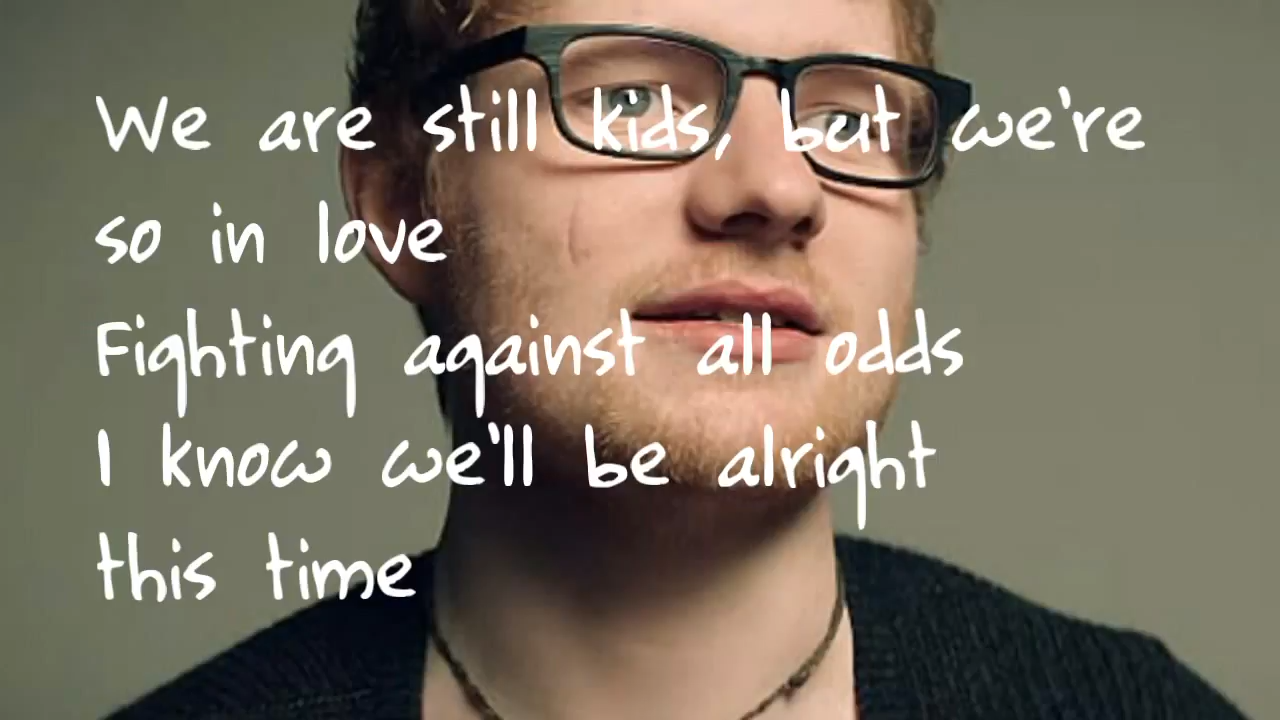 We are still kids, but we're
so in love
Fighting against all odds
I know we'll be alright
this time